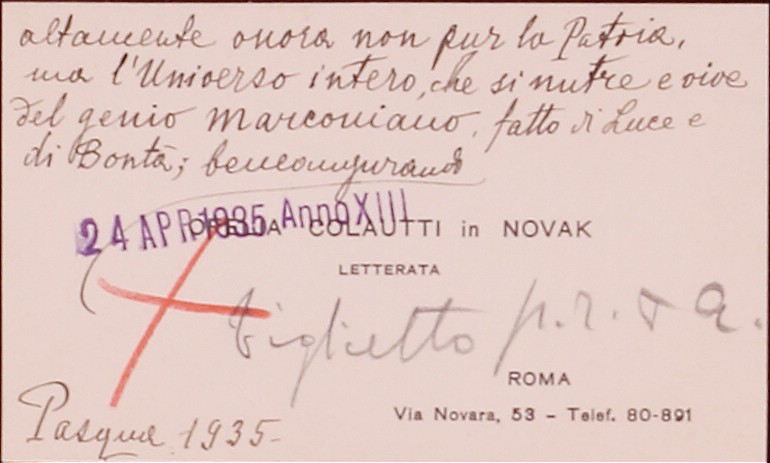 altamente onora non pur la Patria,
ma l'Universo intero, che si nutre e vive
del genio marconiano, fatto di Luce e
di Bontà; beneaugurando
24 APR 1935 Anno XIII
COLAUTTI in NOVAK
LETTERATA
biglietto p. r. e a.
ROMA
Via Novara, 53 - Telef. 80-891
Pasqua 1935-